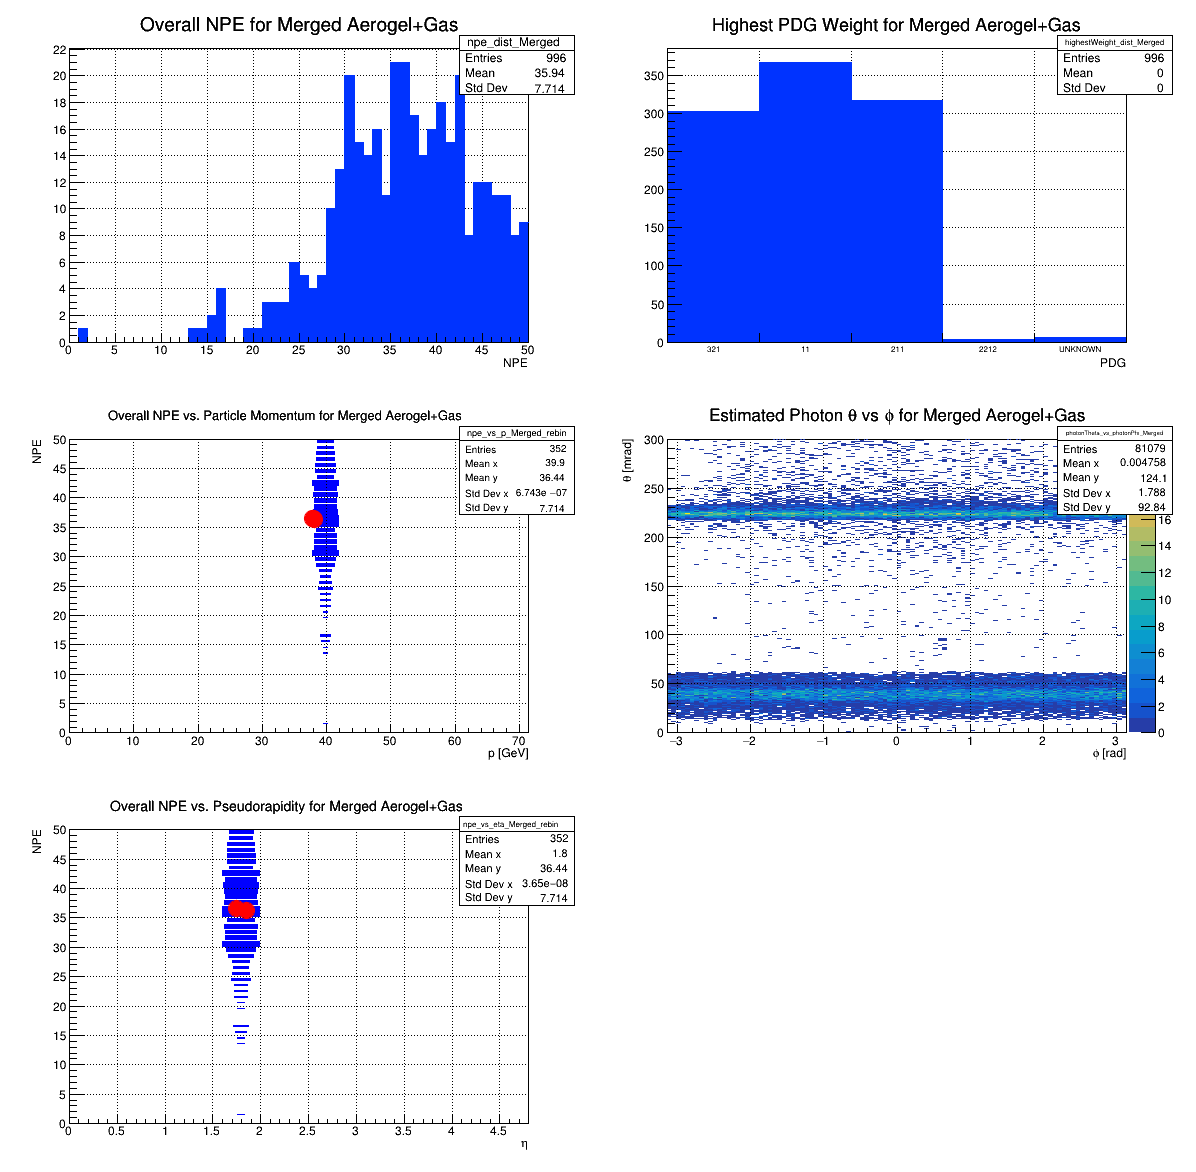 Overall NPE for Merged Aerogel+Gas
npe_dist_Merged
Entries 996
Mean 35.94
Std Dev 7.714
22
20
18
16
14
12
10
8
6
4
2
0
0 5 10 15 20 25 30 35 40 45 50
NPE
Highest PDG Weight for Merged Aerogel+Gas
highestWeight_dist_Merged
Entries 996
Mean 0
Std Dev 0
350
300
250
200
150
100
50
0
321 11 211 2212 UNKNOWN
PDG
Overall NPE vs. Particle Momentum for Merged Aerogel+Gas
npe_vs_p_Merged_rebin
Entries 352
Mean x 39.9
Mean y 36.44
Std Dev x 6.743e−07
Std Dev y 7.714
NPE
50
45
40
35
30
25
20
15
10
5
0
0 10 20 30 40 50 60 70
p [GeV]
Estimated Photon θ vs ϕ for Merged Aerogel+Gas
photonTheta_vs_photonPhi_Merged
Entries 81079
Mean x 0.004758
Mean y 124.1
Std Dev x 1.788
Std Dev y 92.84
θ [mrad]
300
250
200
150
100
50
0
−3 −2 −1 0 1 2 3
ϕ [rad]
16
14
12
10
8
6
4
2
0
Overall NPE vs. Pseudorapidity for Merged Aerogel+Gas
npe_vs_eta_Merged_rebin
Entries 352
Mean x 1.8
Mean y 36.44
Std Dev x 3.65e−08
Std Dev y 7.714
NPE
50
45
40
35
30
25
20
15
10
5
0
0 0.5 1 1.5 2 2.5 3 3.5 4 4.5
η